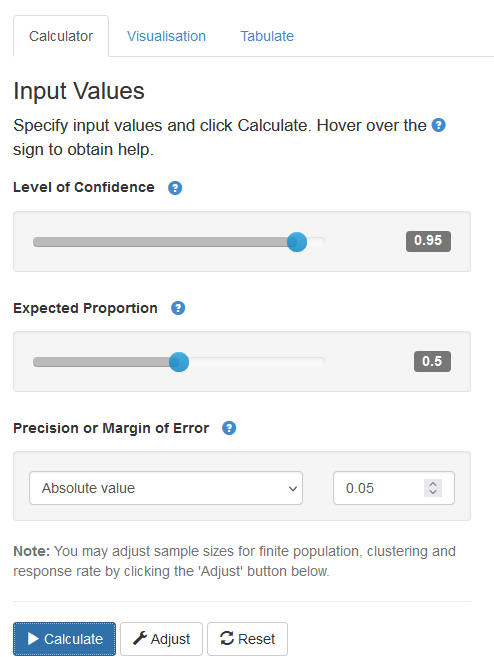 Calculator Visualisation Tabulate
Input Values
Specify input values and click Calculate. Hover over the ?
sign to obtain help.
Level of Confidence ?
0.95
Expected Proportion ?
0.5
Precision or Margin of Error ?
Absolute value 0.05
Note: You may adjust sample sizes for finite population, clustering and
response rate by clicking the 'Adjust' button below.
Calculate Adjust Reset